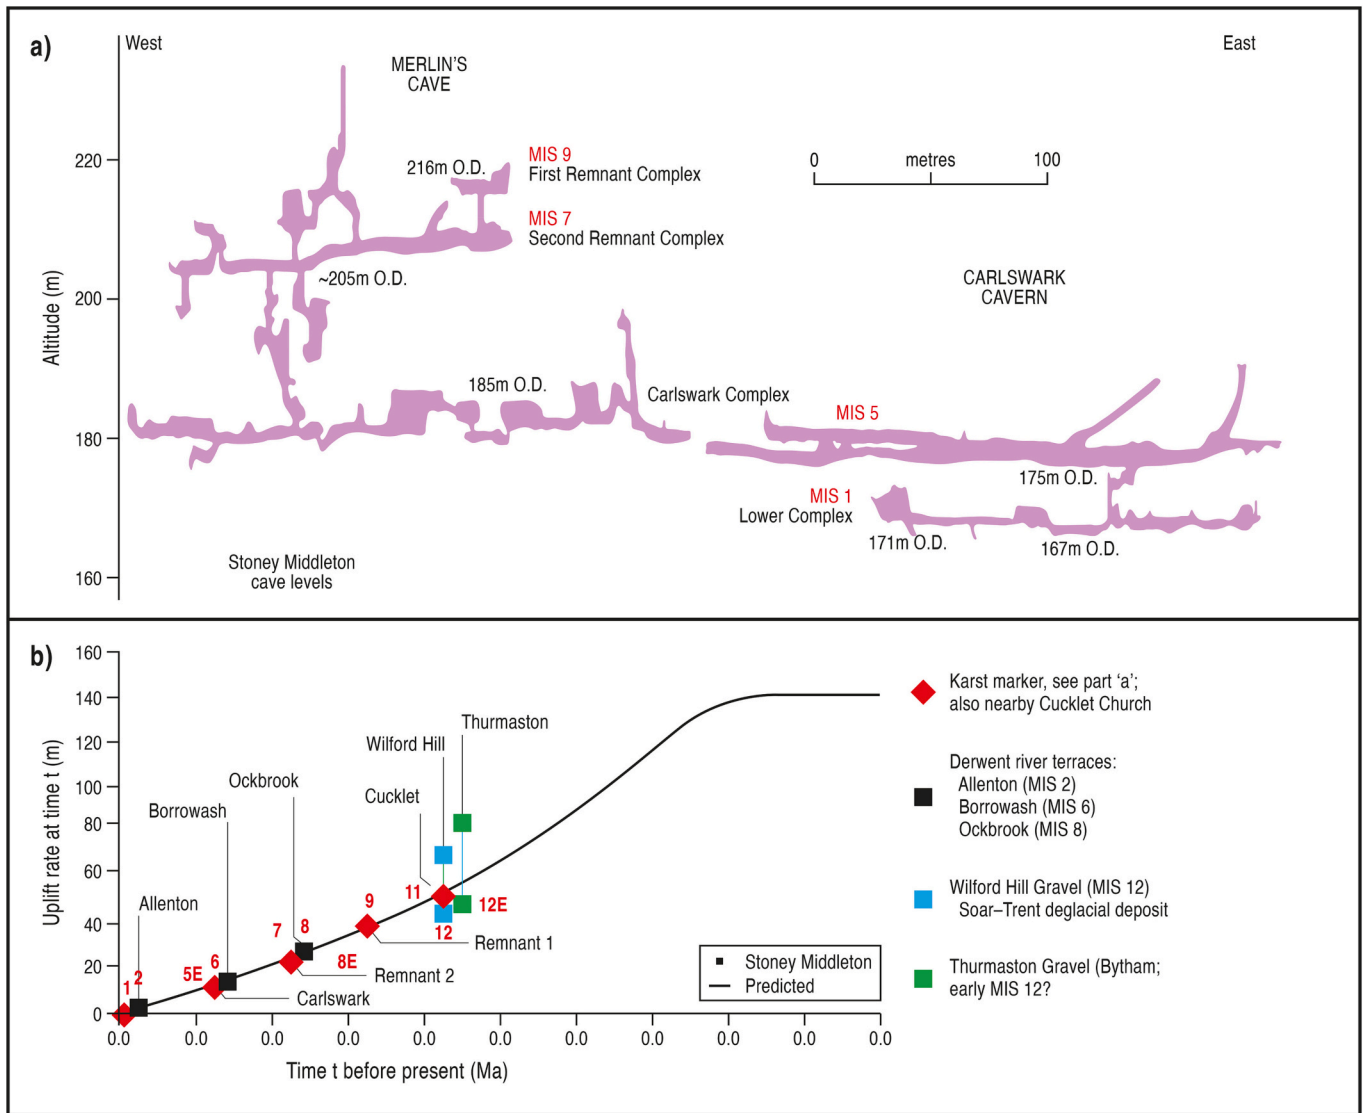 a)
West
East
MERLIN'S
CAVE
220
216m O.D.
MIS 9
First Remnant Complex
0 metres 100
MIS 7
Second Remnant Complex
~205m O.D.
CARLSWARK
CAVERN
Altitude (m)
200
185m O.D.
Carlswark Complex
MIS 5
180
175m O.D.
MIS 1
Lower Complex
171m O.D.
167m O.D.
Stoney Middleton
cave levels
160
b)
160
140
120
100
80
60
40
20
0
Uplift rate at time t (m)
Thurmaston
Wilford Hill
Ockbrook
Cucklet
Borrowash
Allenton
1
2
5E
6
7
8
8E
9
11
12
12E
Remnant 1
Remnant 2
Carlswark
Stoney Middleton
Predicted
0.0 0.0 0.0 0.0 0.0 0.0 0.0 0.0 0.0 0.0 0.0
Time t before present (Ma)
Karst marker, see part ‘a’;
also nearby Cucklet Church
Derwent river terraces:
Allenton (MIS 2)
Borrowash (MIS 6)
Ockbrook (MIS 8)
Wilford Hill Gravel (MIS 12)
Soar–Trent deglacial deposit
Thurmaston Gravel (Bytham;
early MIS 12?